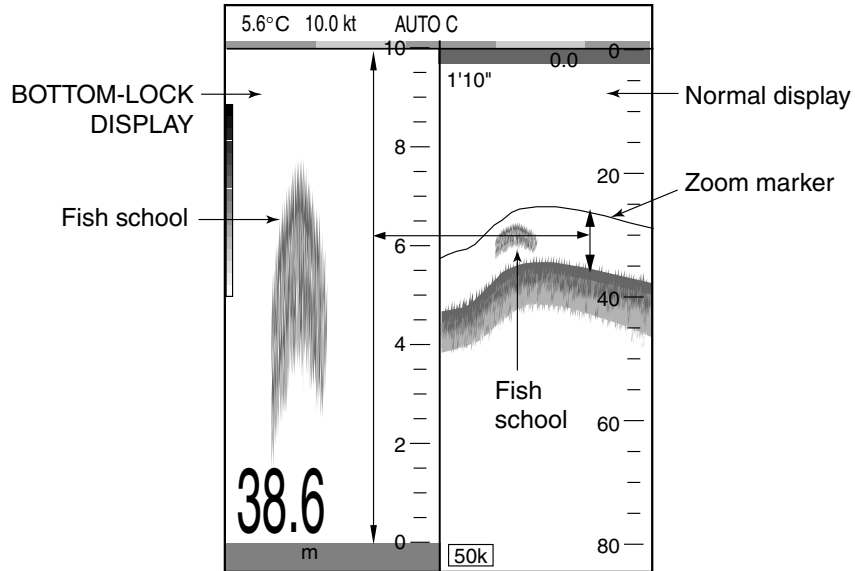 5.6°C 10.0 kt AUTO C
10
0
0.0
1'10"
BOTTOM-LOCK
DISPLAY
Normal display
8
20
Zoom marker
Fish school
6
40
4
Fish
school
60
2
38.6
m
0
50k
80